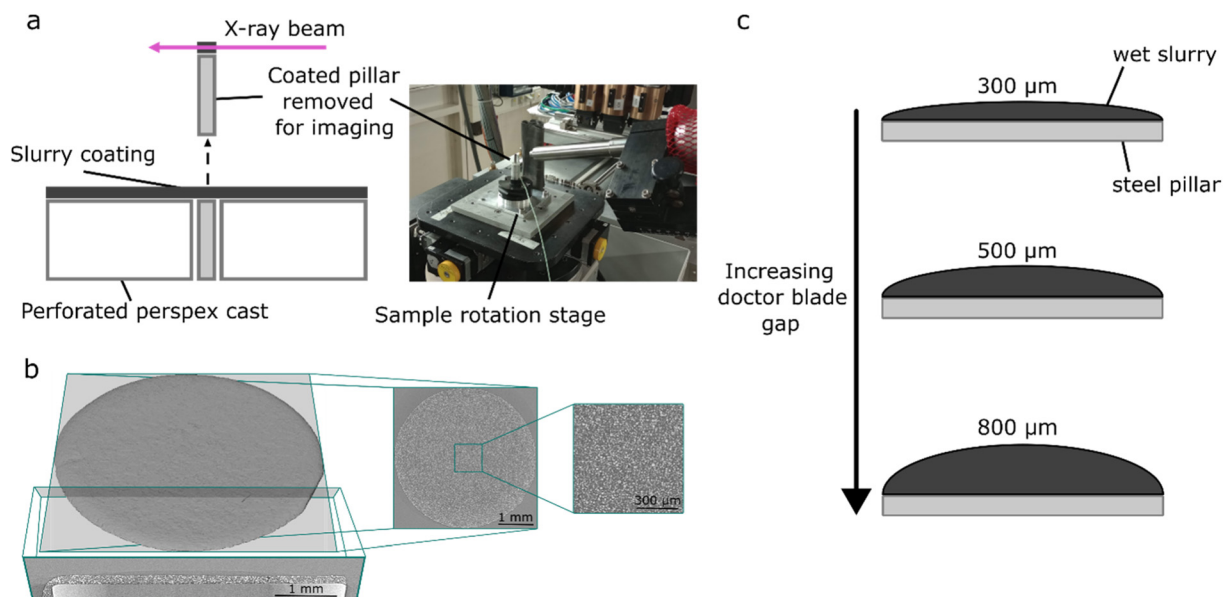 a
X-ray beam
Coated pillar
removed
for imaging
Slurry coating
Perforated perspex cast
Sample rotation stage
b
1 mm
300 µm
1 mm
c
wet slurry
300 µm
steel pillar
500 µm
Increasing
doctor blade
gap
800 µm